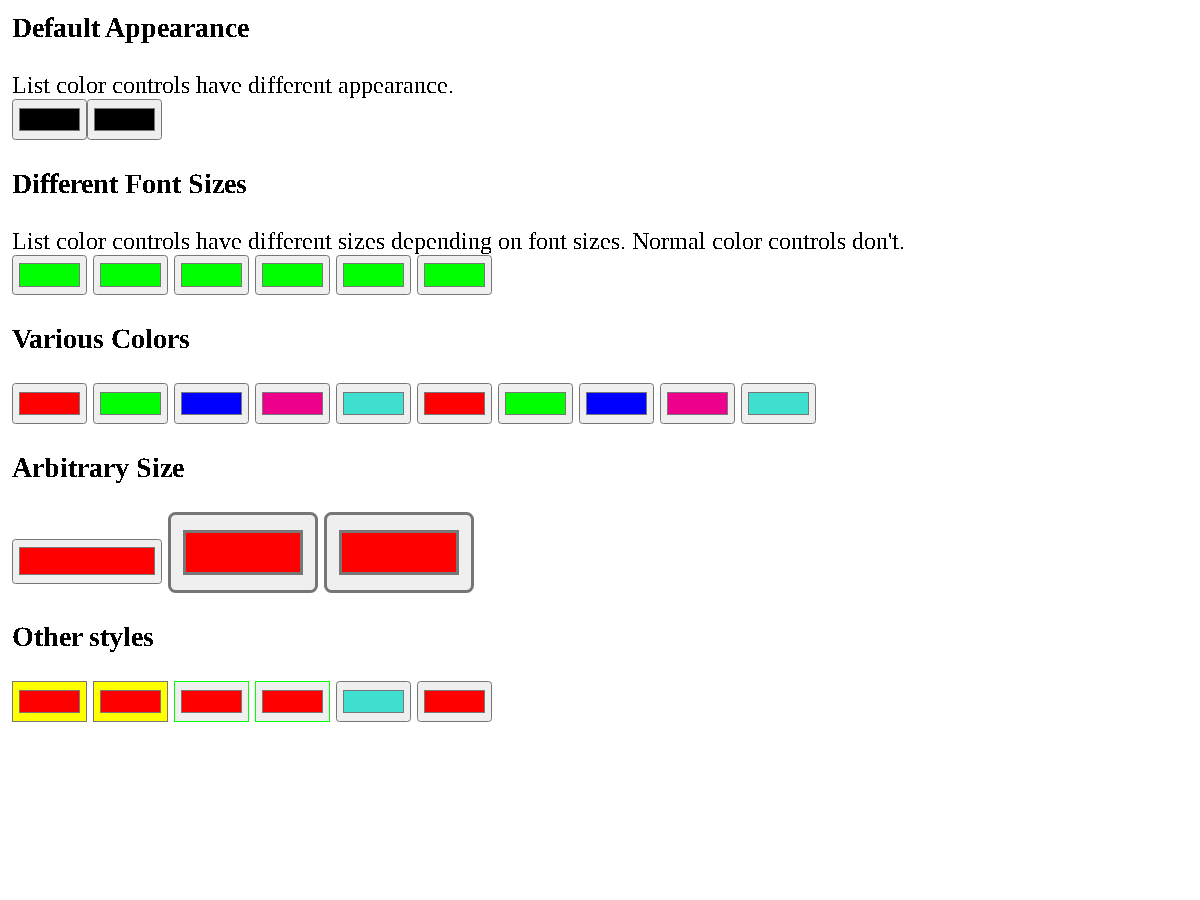 Default Appearance
List color controls have different appearance.
Different Font Sizes
List color controls have different sizes depending on font sizes. Normal color controls don't.
Various Colors
Arbitrary Size
Other styles